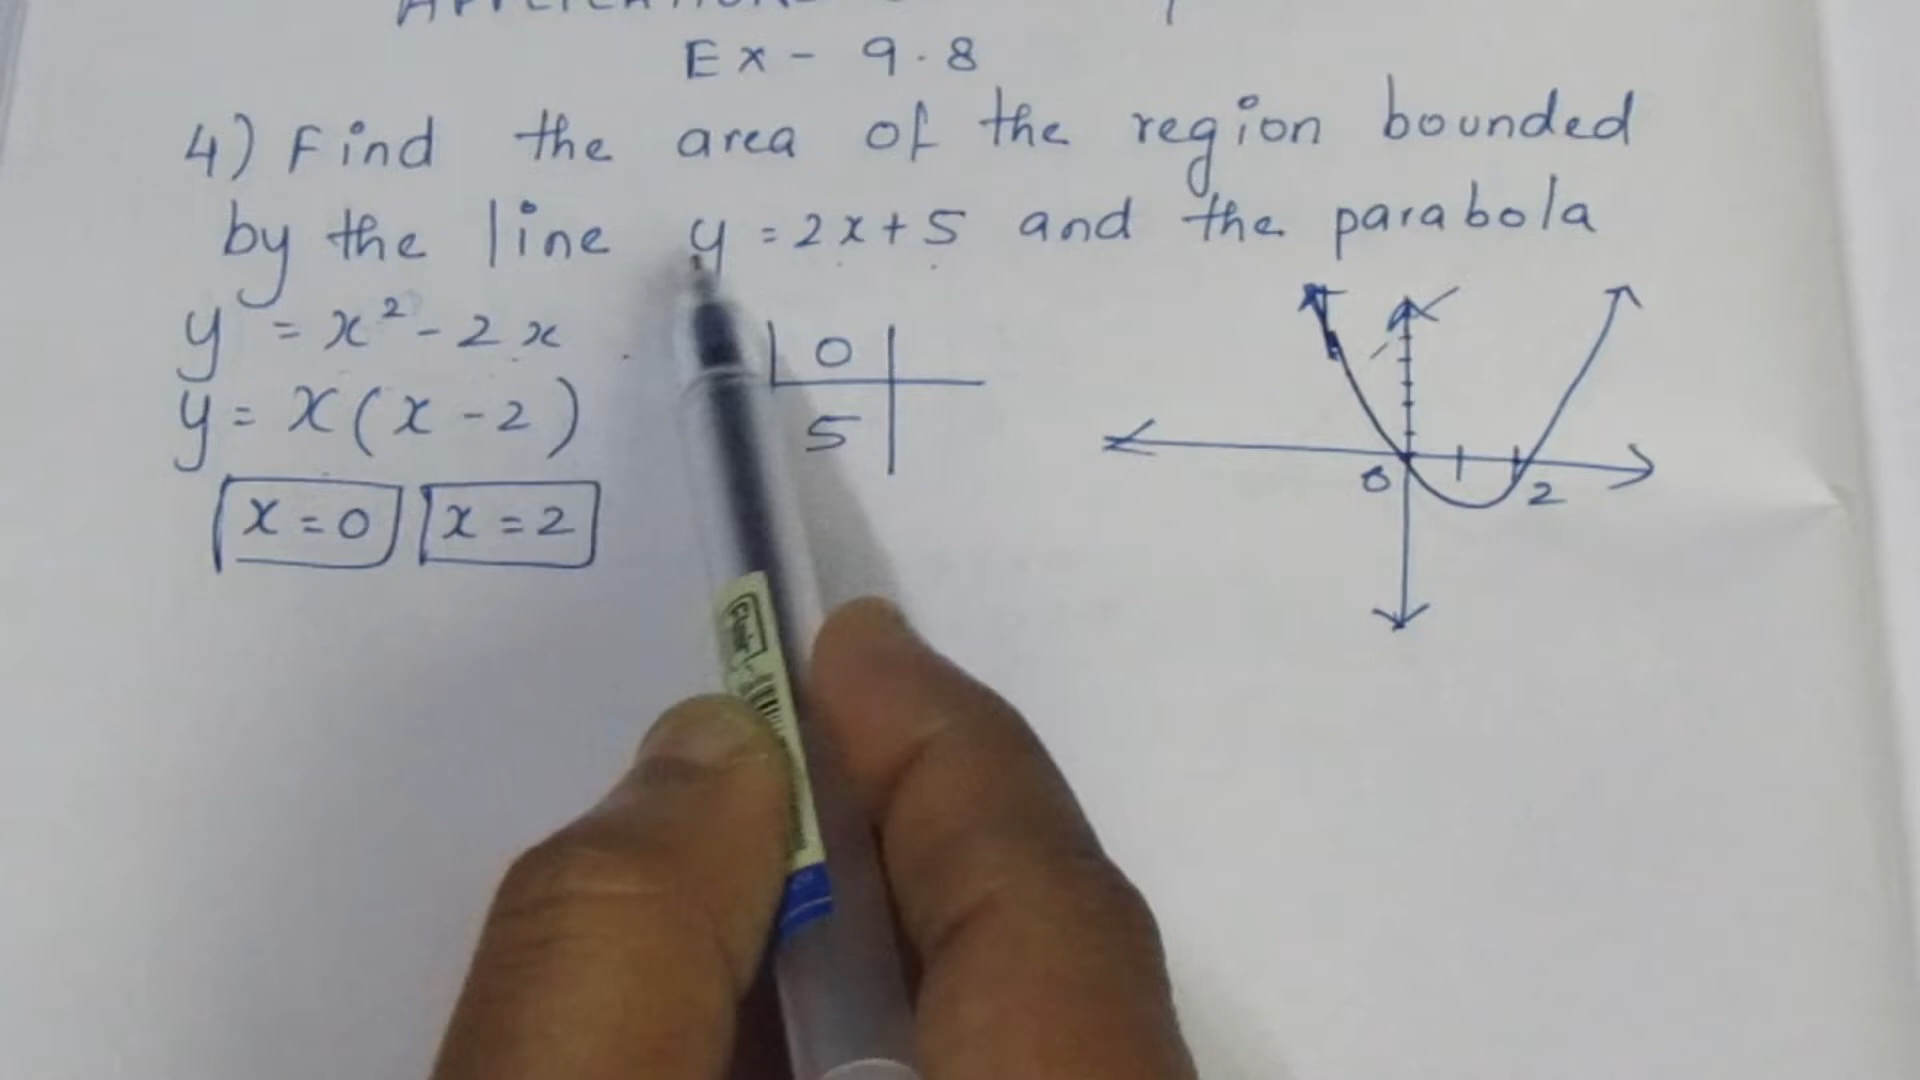 Ex - 9.8
4) Find the area of the region bounded
by the line y = 2x + 5 and the parabola
y = x² - 2x
y = x(x - 2)
x = 0 x = 2
0
5
0 2
Flair